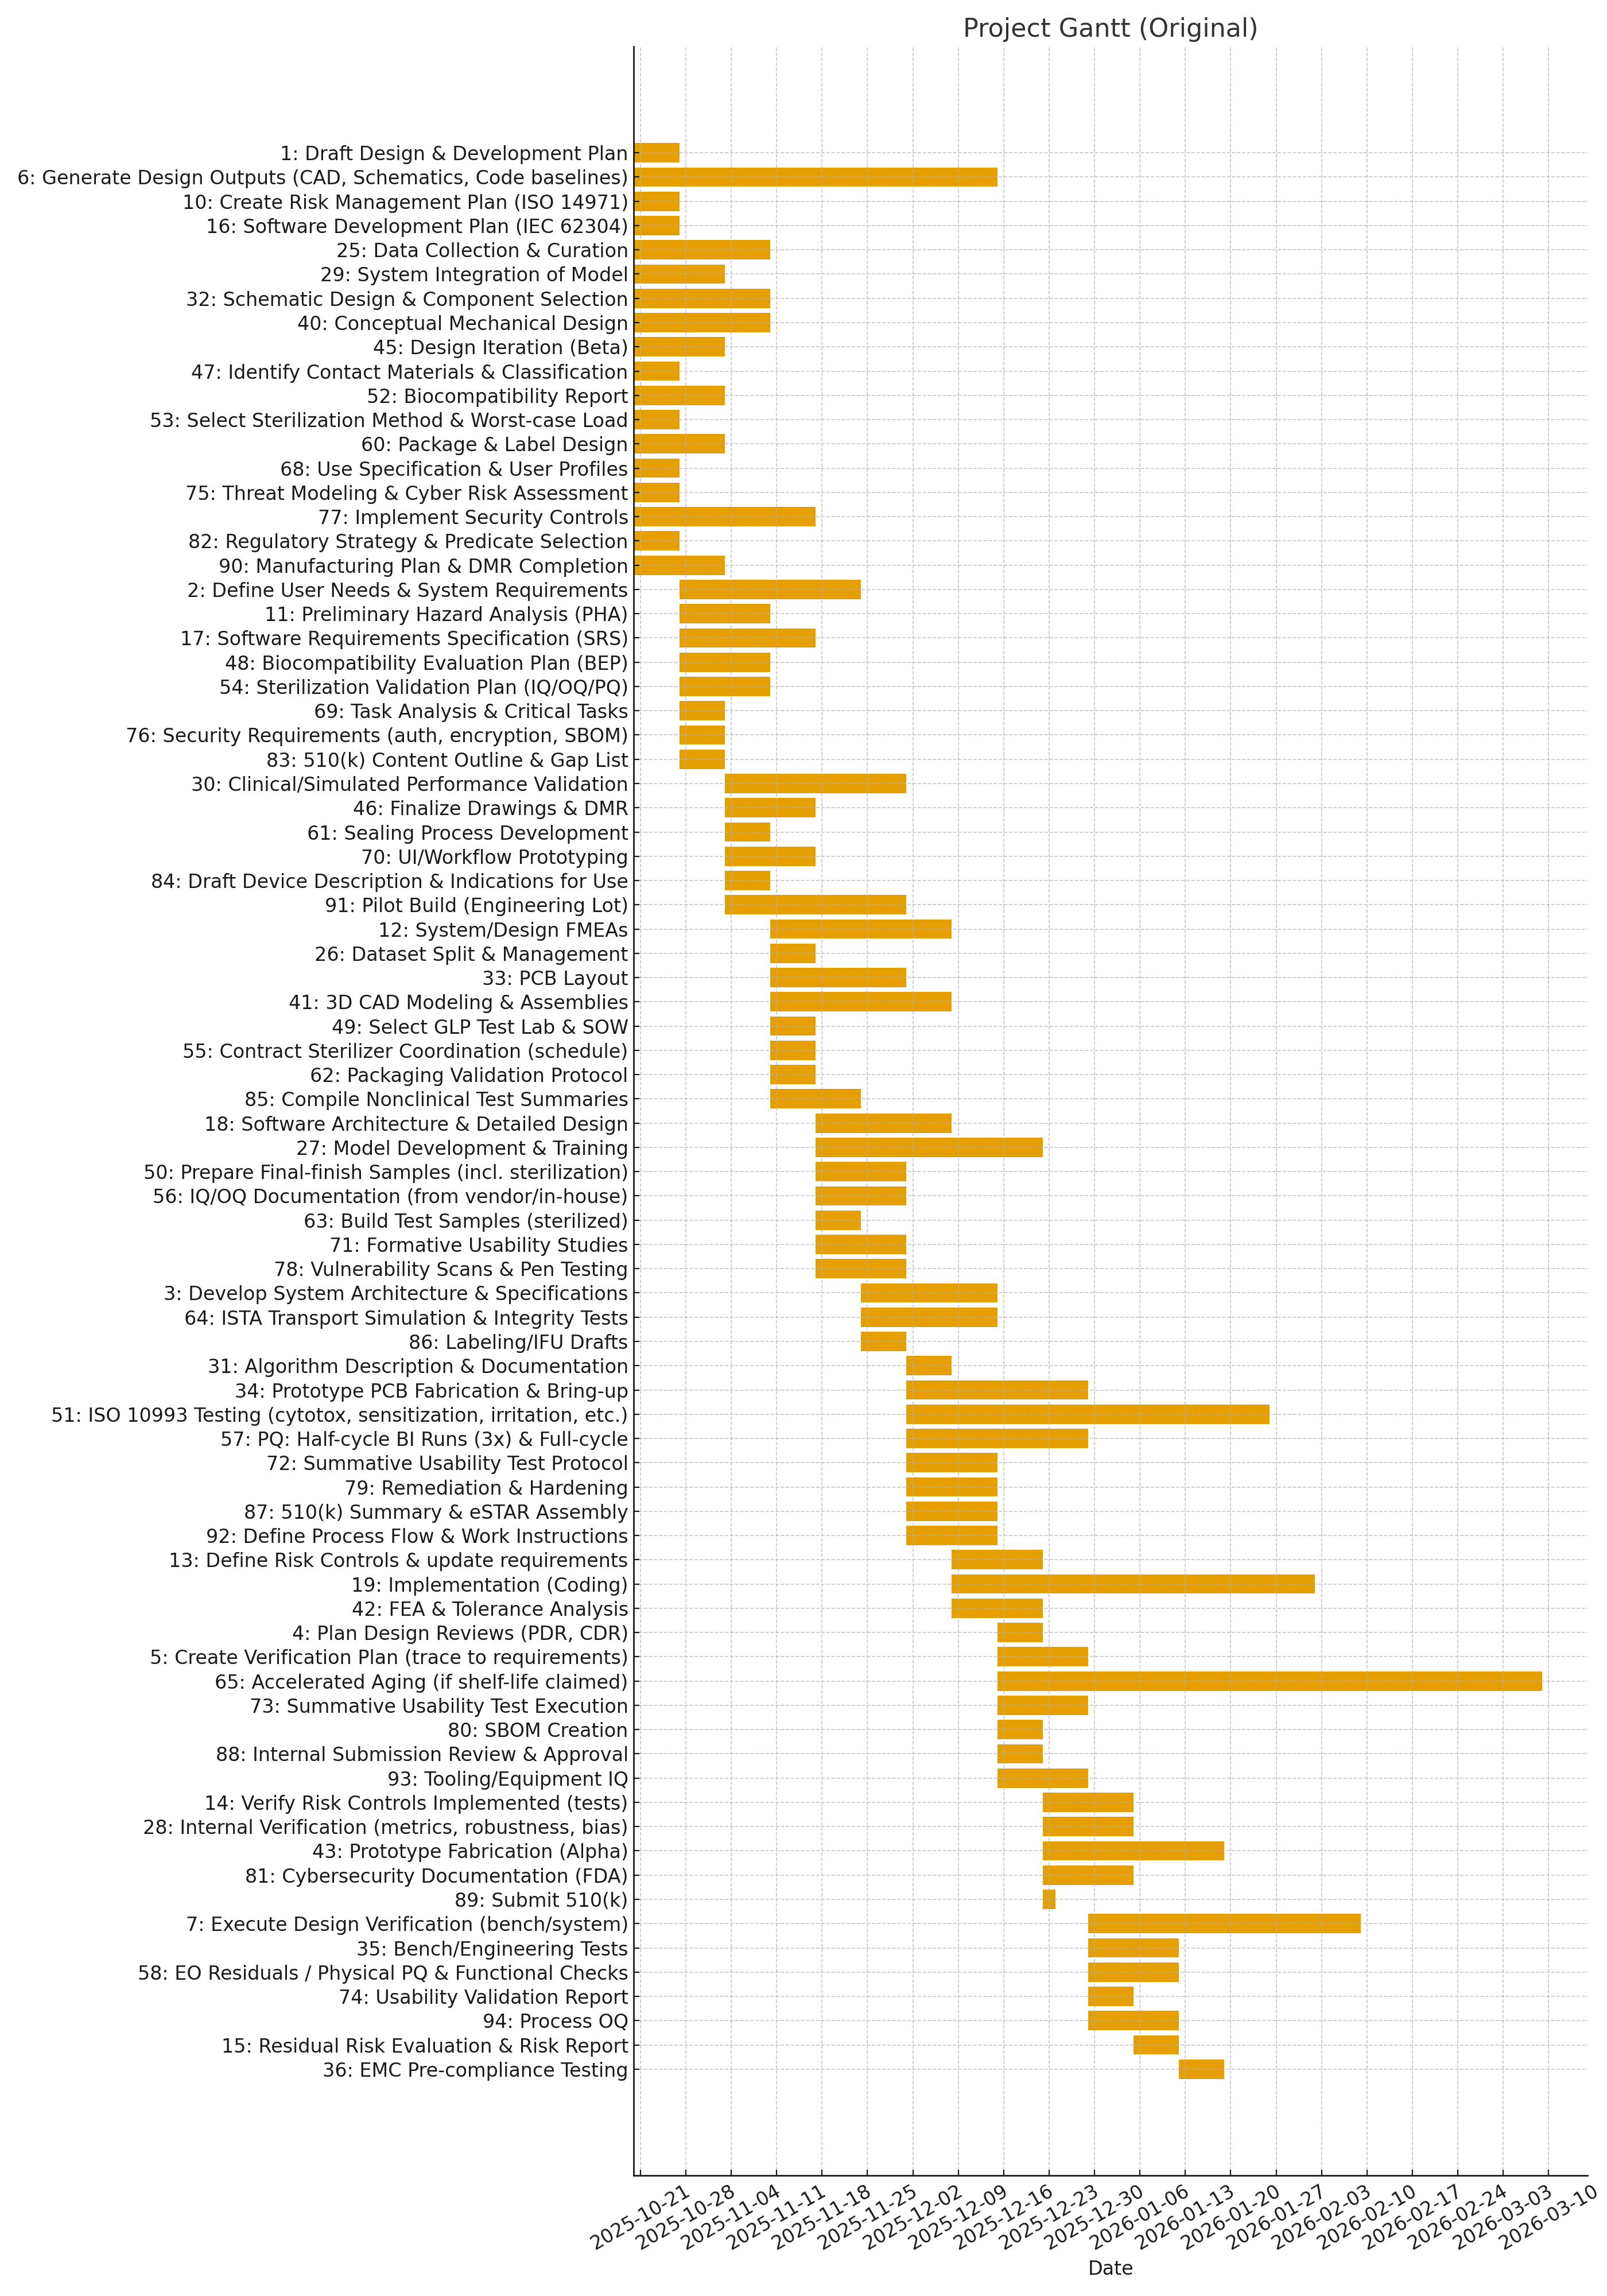 Project Gantt (Original)
1: Draft Design & Development Plan
6: Generate Design Outputs (CAD, Schematics, Code baselines)
10: Create Risk Management Plan (ISO 14971)
16: Software Development Plan (IEC 62304)
25: Data Collection & Curation
29: System Integration of Model
32: Schematic Design & Component Selection
40: Conceptual Mechanical Design
45: Design Iteration (Beta)
47: Identify Contact Materials & Classification
52: Biocompatibility Report
53: Select Sterilization Method & Worst-case Load
60: Package & Label Design
68: Use Specification & User Profiles
75: Threat Modeling & Cyber Risk Assessment
77: Implement Security Controls
82: Regulatory Strategy & Predicate Selection
90: Manufacturing Plan & DMR Completion
2: Define User Needs & System Requirements
11: Preliminary Hazard Analysis (PHA)
17: Software Requirements Specification (SRS)
48: Biocompatibility Evaluation Plan (BEP)
54: Sterilization Validation Plan (IQ/OQ/PQ)
69: Task Analysis & Critical Tasks
76: Security Requirements (auth, encryption, SBOM)
83: 510(k) Content Outline & Gap List
30: Clinical/Simulated Performance Validation
46: Finalize Drawings & DMR
61: Sealing Process Development
70: UI/Workflow Prototyping
84: Draft Device Description & Indications for Use
91: Pilot Build (Engineering Lot)
12: System/Design FMEAs
26: Dataset Split & Management
33: PCB Layout
41: 3D CAD Modeling & Assemblies
49: Select GLP Test Lab & SOW
55: Contract Sterilizer Coordination (schedule)
62: Packaging Validation Protocol
85: Compile Nonclinical Test Summaries
18: Software Architecture & Detailed Design
27: Model Development & Training
50: Prepare Final-finish Samples (incl. sterilization)
56: IQ/OQ Documentation (from vendor/in-house)
63: Build Test Samples (sterilized)
71: Formative Usability Studies
78: Vulnerability Scans & Pen Testing
3: Develop System Architecture & Specifications
64: ISTA Transport Simulation & Integrity Tests
86: Labeling/IFU Drafts
31: Algorithm Description & Documentation
34: Prototype PCB Fabrication & Bring-up
51: ISO 10993 Testing (cytotox, sensitization, irritation, etc.)
57: PQ: Half-cycle BI Runs (3x) & Full-cycle
72: Summative Usability Test Protocol
79: Remediation & Hardening
87: 510(k) Summary & eSTAR Assembly
92: Define Process Flow & Work Instructions
13: Define Risk Controls & update requirements
19: Implementation (Coding)
42: FEA & Tolerance Analysis
4: Plan Design Reviews (PDR, CDR)
5: Create Verification Plan (trace to requirements)
65: Accelerated Aging (if shelf-life claimed)
73: Summative Usability Test Execution
80: SBOM Creation
88: Internal Submission Review & Approval
93: Tooling/Equipment IQ
14: Verify Risk Controls Implemented (tests)
28: Internal Verification (metrics, robustness, bias)
43: Prototype Fabrication (Alpha)
81: Cybersecurity Documentation (FDA)
89: Submit 510(k)
7: Execute Design Verification (bench/system)
35: Bench/Engineering Tests
58: EO Residuals / Physical PQ & Functional Checks
74: Usability Validation Report
94: Process OQ
15: Residual Risk Evaluation & Risk Report
36: EMC Pre-compliance Testing
2025-10-21
2025-10-28
2025-11-04
2025-11-11
2025-11-18
2025-11-25
2025-12-02
2025-12-09
2025-12-16
2025-12-23
2025-12-30
2026-01-06
2026-01-13
2026-01-20
2026-01-27
2026-02-03
2026-02-10
2026-02-17
2026-02-24
2026-03-03
2026-03-10
Date